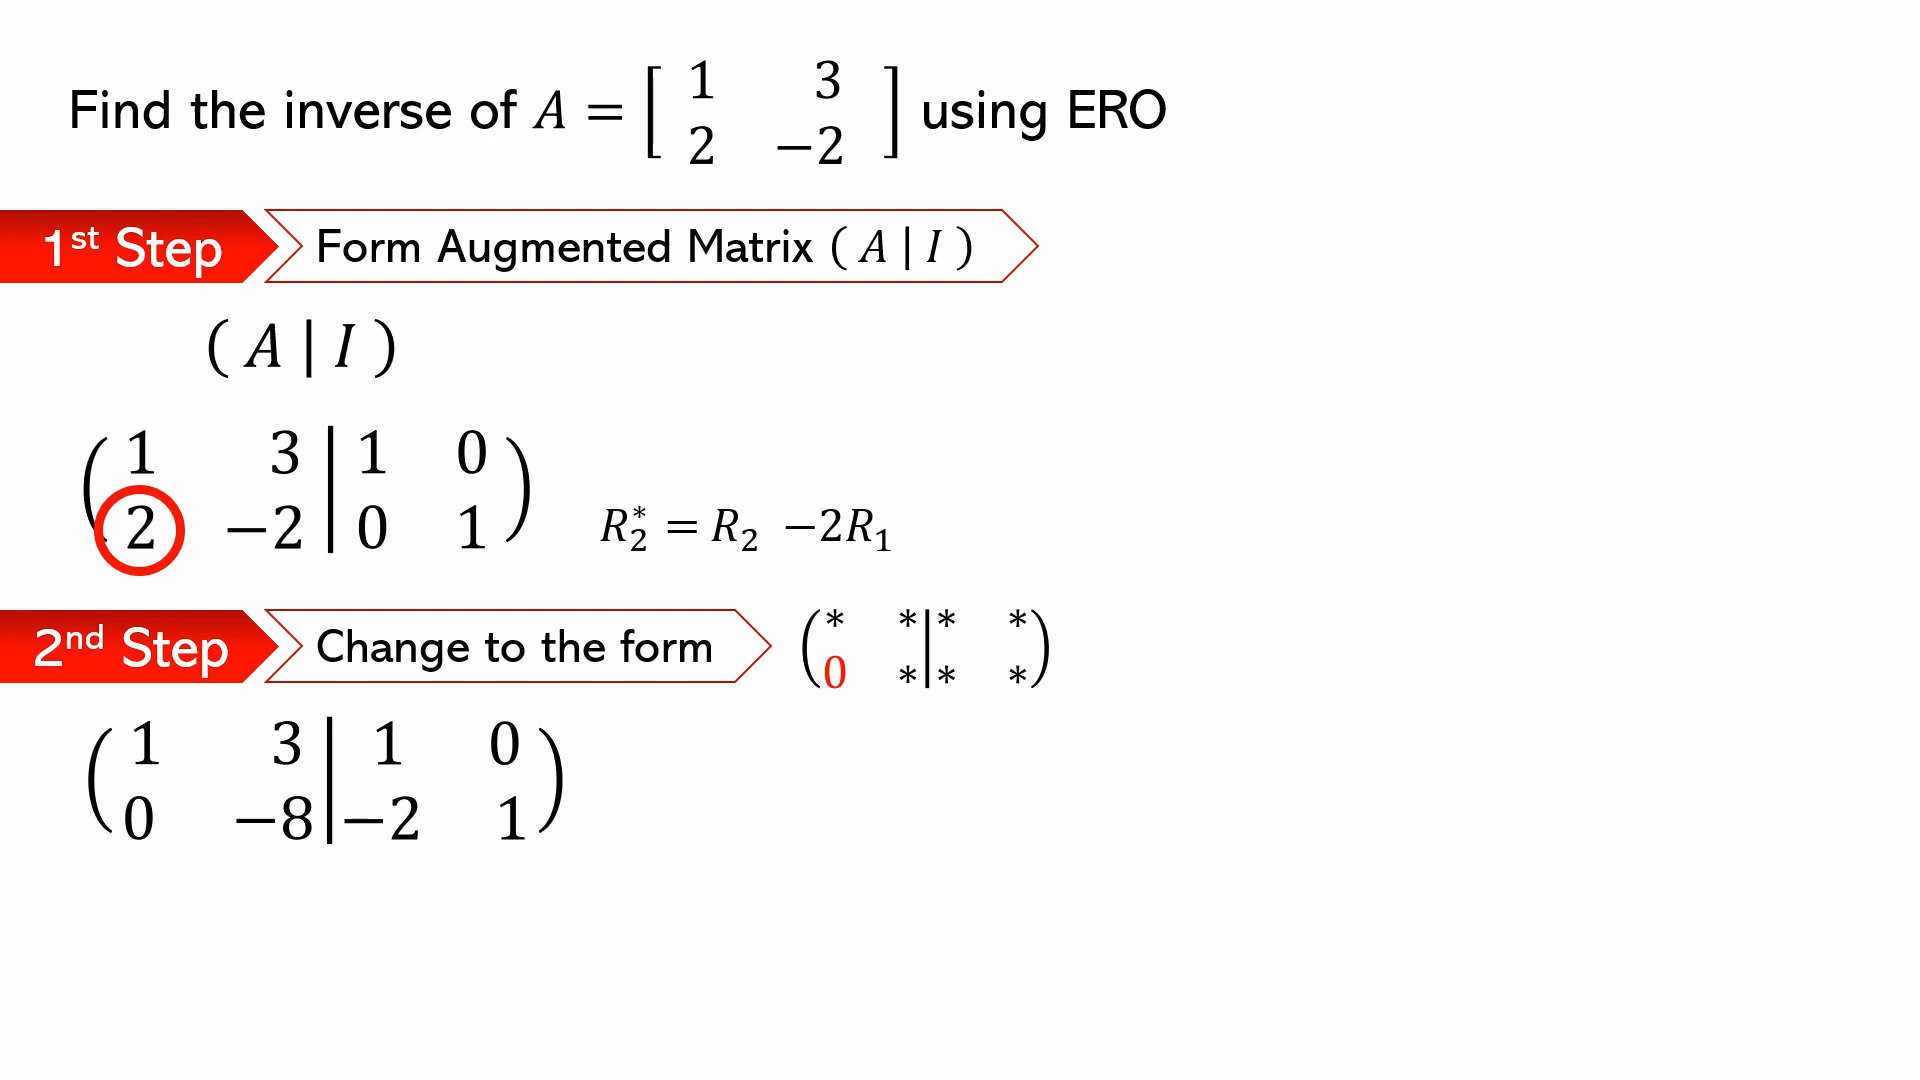 Find the inverse of A = [ 1 3 ] using ERO
2 −2
1st Step Form Augmented Matrix ( A | I )
( A | I )
( 1 3 | 1 0 )
2 −2 | 0 1 R₂* = R₂ −2R₁
2nd Step Change to the form ( * * | * * )
0 * | * *
( 1 3 | 1 0 )
0 −8 | −2 1